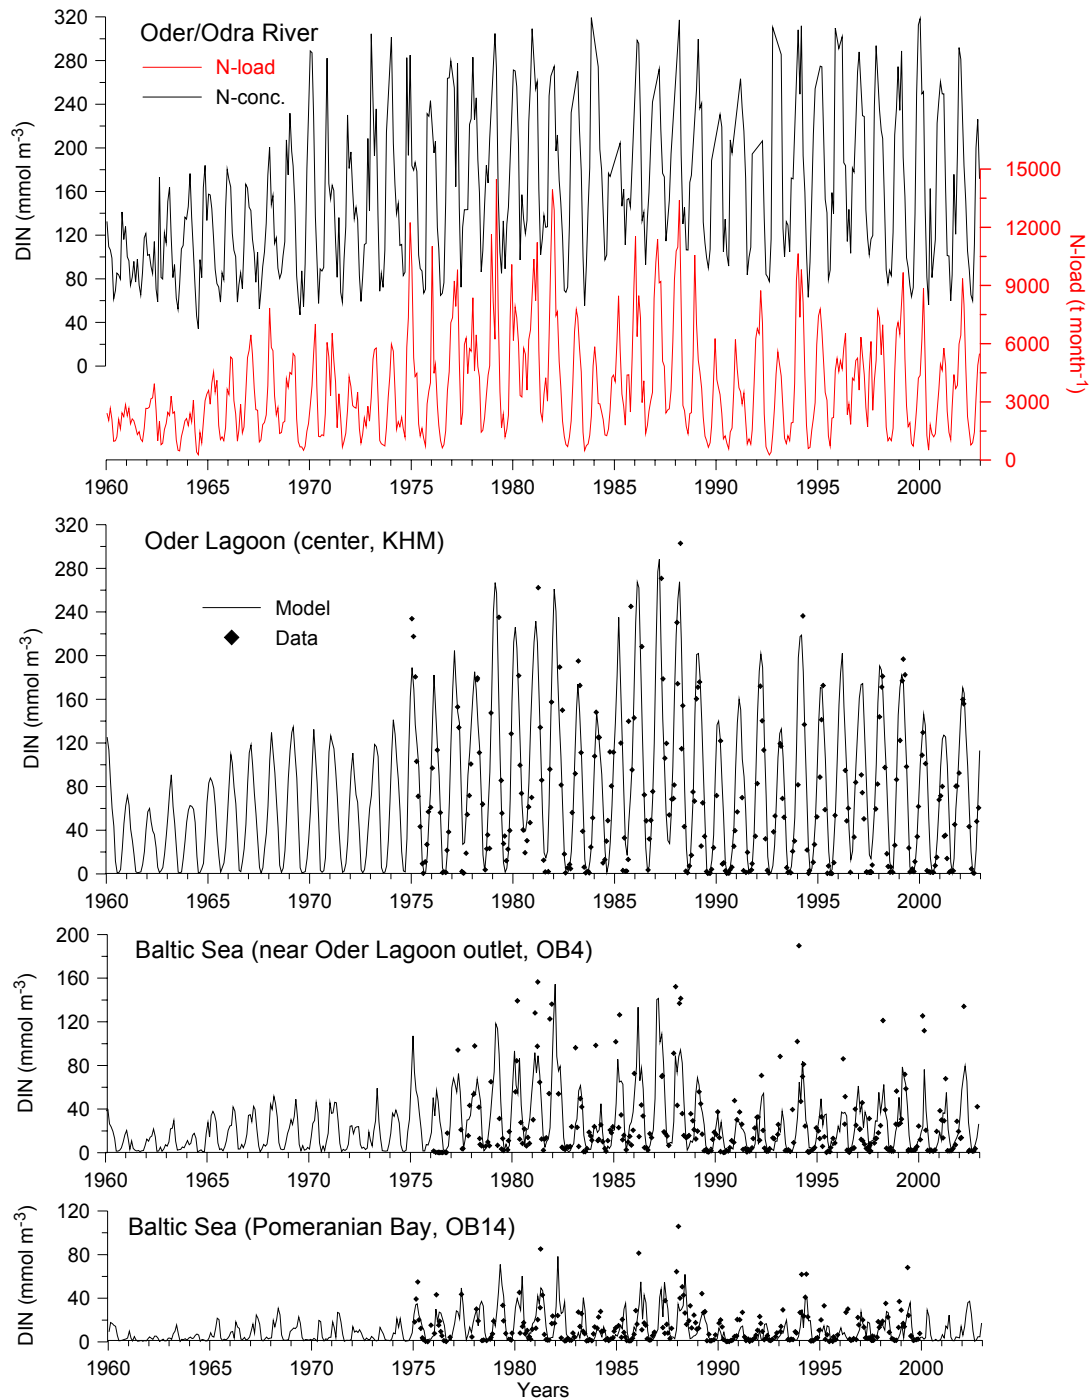 Oder/Odra River
N-load
N-conc.
DIN (mmol m-3)
320
280
240
200
160
120
80
40
0
15000
12000
9000
6000
3000
0
N-load (t month-1)
1960 1965 1970 1975 1980 1985 1990 1995 2000
Oder Lagoon (center, KHM)
Model
Data
DIN (mmol m-3)
320
280
240
200
160
120
80
40
0
1960 1965 1970 1975 1980 1985 1990 1995 2000
Baltic Sea (near Oder Lagoon outlet, OB4)
DIN (mmol m-3)
200
160
120
80
40
0
1960 1965 1970 1975 1980 1985 1990 1995 2000
Baltic Sea (Pomeranian Bay, OB14)
DIN (mmol m-3)
120
80
40
0
1960 1965 1970 1975 1980 1985 1990 1995 2000
Years